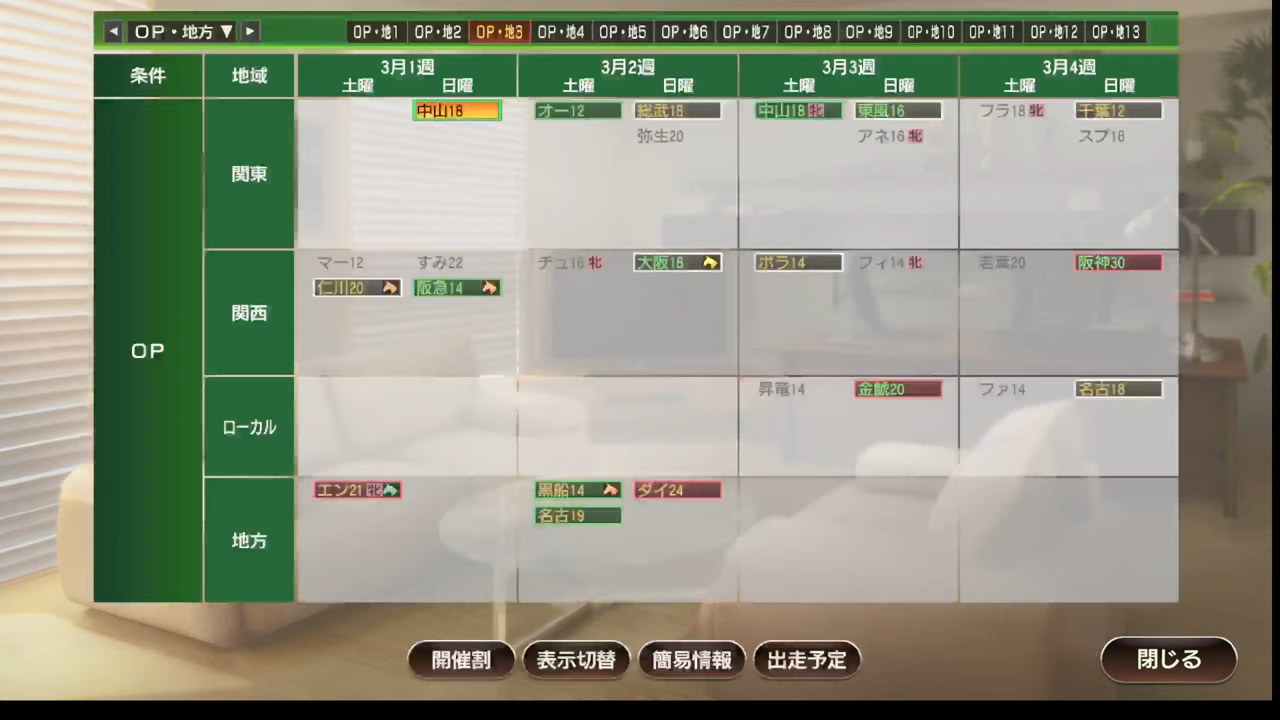 ◄ OP・地方▼ ► OP・地1 OP・地2 OP・地3 OP・地4 OP・地5 OP・地6 OP・地7 OP・地8 OP・地9 OP・地10 OP・地11 OP・地12 OP・地13
条件 地域 3月1週 3月2週 3月3週 3月4週
土曜 日曜 土曜 日曜 土曜 日曜 土曜 日曜
OP
関東
中山18 オー12 総武18 中山18牝 東風16 フラ18牝 千葉12
弥生20 アネ16牝 スプ18
関西
マー12 すみ22 チュ16牝 大阪16 ポラ14 フィ14牝 若葉20 阪神30
仁川20 阪急14
ローカル
昇竜14 金鯱20 ファ14 名古18
地方
エン21牝 黒船14 ダイ24
名古19
開催割 表示切替 簡易情報 出走予定 閉じる